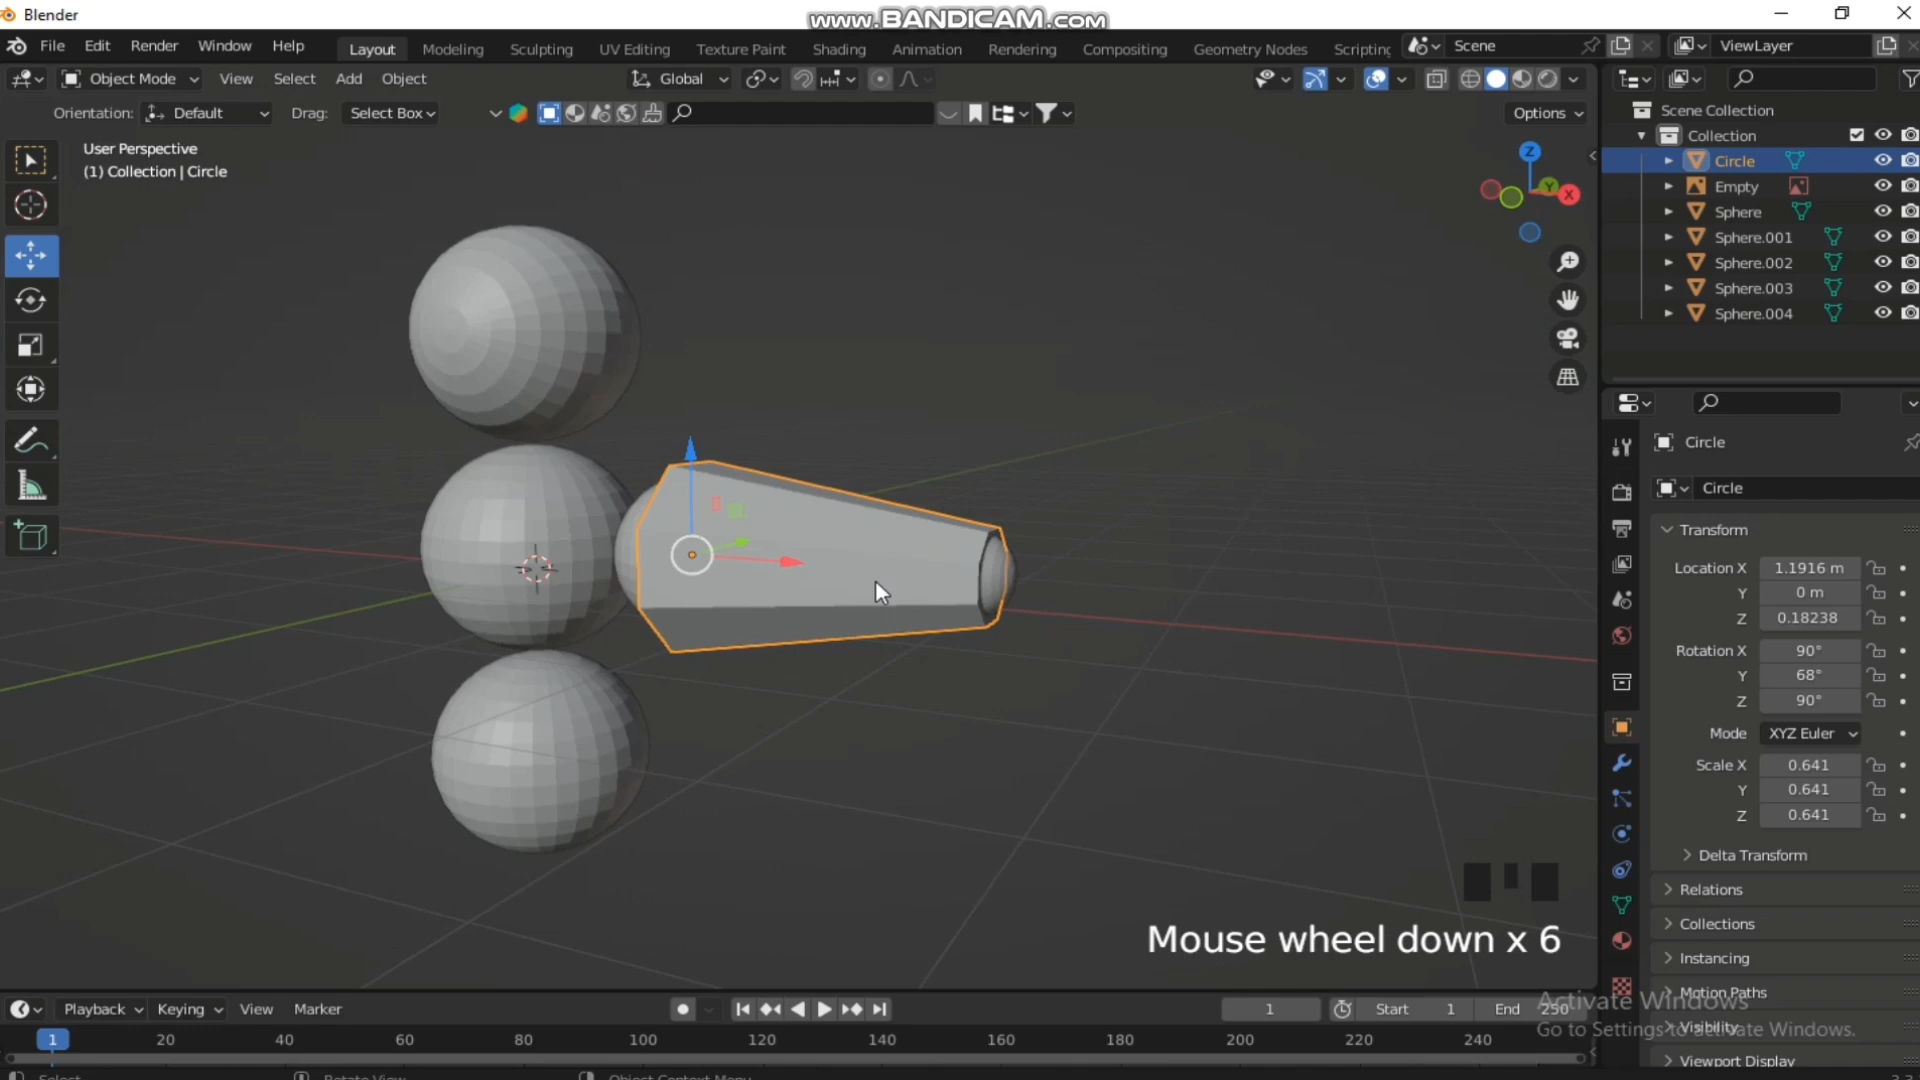 Blender
www.BANDICAM.com
File Edit Render Window Help
Layout Modeling Sculpting UV Editing Texture Paint Shading Animation Rendering Compositing Geometry Nodes Scripting
Scene
ViewLayer
Object Mode View Select Add Object
Global
Orientation: Default Drag: Select Box
Options
User Perspective
(1) Collection | Circle
Z
Y
X
Scene Collection
Collection
Circle
Empty
Sphere
Sphere.001
Sphere.002
Sphere.003
Sphere.004
Circle
Circle
Transform
Location X 1.1916 m
Y 0 m
Z 0.18238
Rotation X 90°
Y 68°
Z 90°
Mode XYZ Euler
Scale X 0.641
Y 0.641
Z 0.641
Delta Transform
Relations
Collections
Instancing
Motion Paths
Visibility
Viewport Display
Mouse wheel down x 6
Activate Windows
Go to Settings to activate Windows.
Playback Keying View Marker
1 Start 1 End 250
1 20 40 60 80 100 120 140 160 180 200 220 240
Select Rotate View Object Context Menu